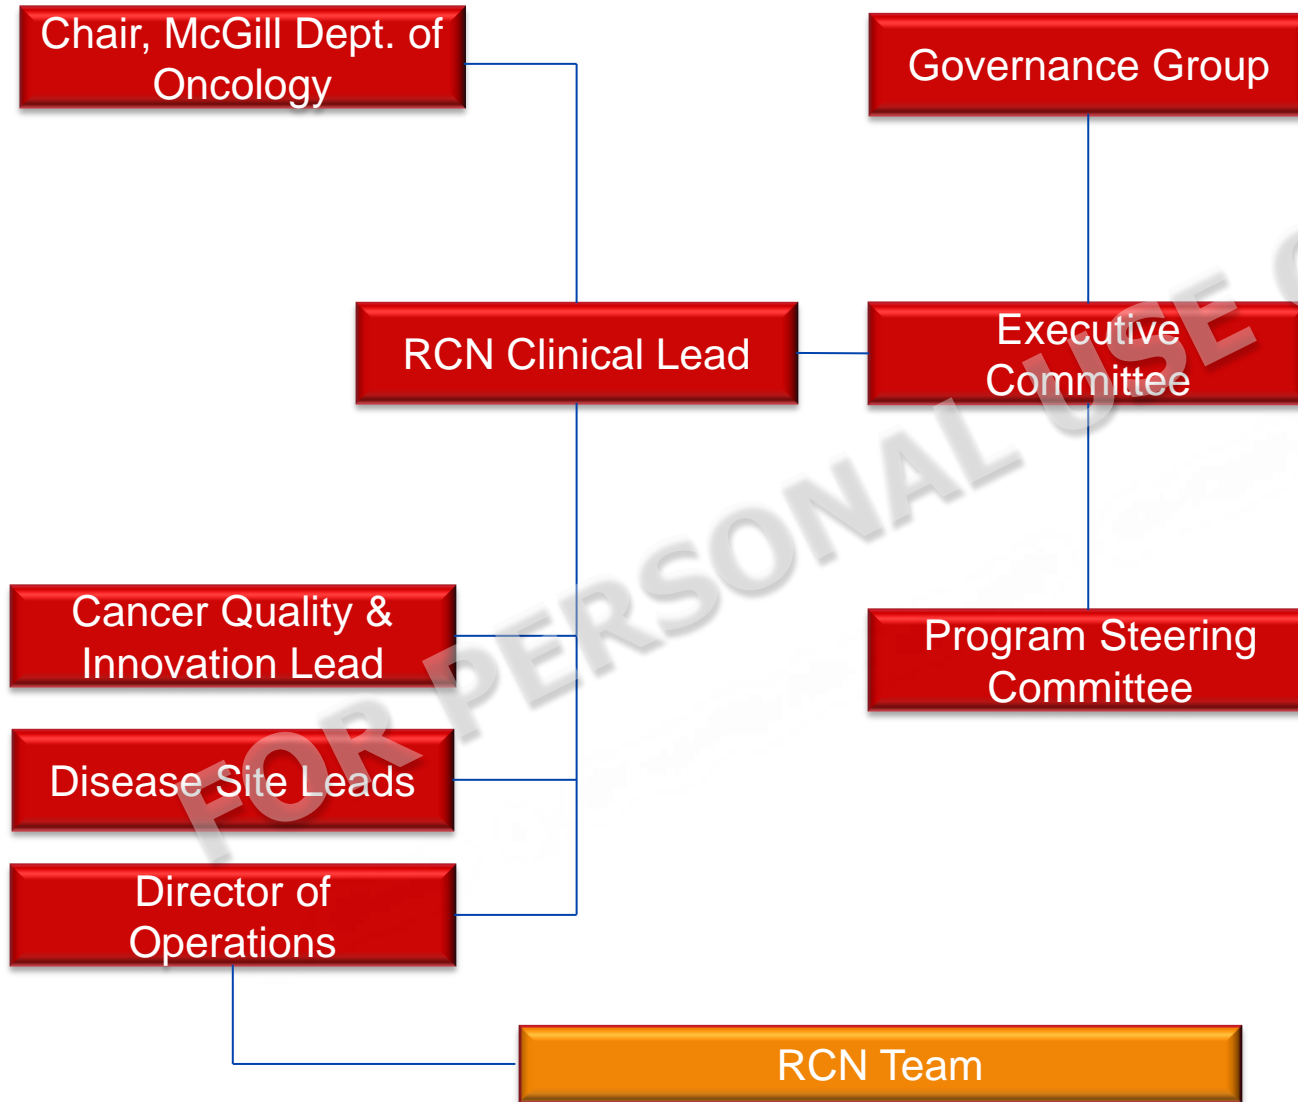 Chair, McGill Dept. of
Oncology
Governance Group
RCN Clinical Lead
Executive
Committee
Cancer Quality &
Innovation Lead
Program Steering
Committee
Disease Site Leads
Director of
Operations
RCN Team
FOR PERSONAL USE